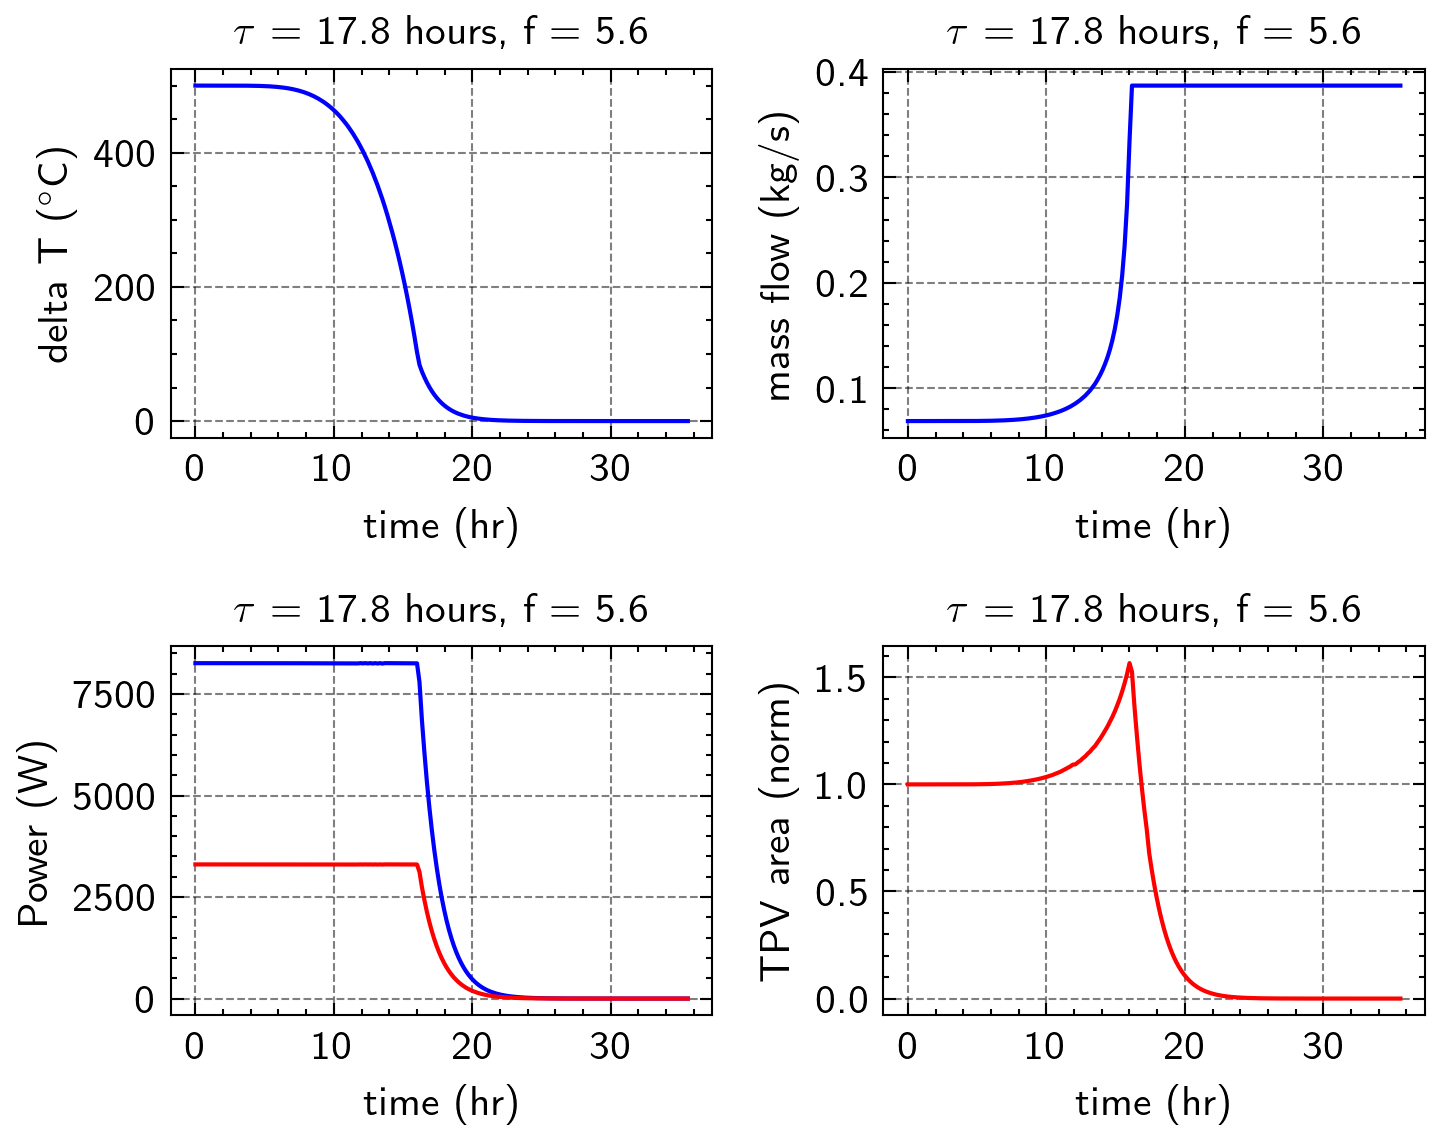 τ = 17.8 hours, f = 5.6
delta T (°C)
400
200
0
0 10 20 30
time (hr)
τ = 17.8 hours, f = 5.6
mass flow (kg/s)
0.4
0.3
0.2
0.1
0 10 20 30
time (hr)
τ = 17.8 hours, f = 5.6
Power (W)
7500
5000
2500
0
0 10 20 30
time (hr)
τ = 17.8 hours, f = 5.6
TPV area (norm)
1.5
1.0
0.5
0.0
0 10 20 30
time (hr)